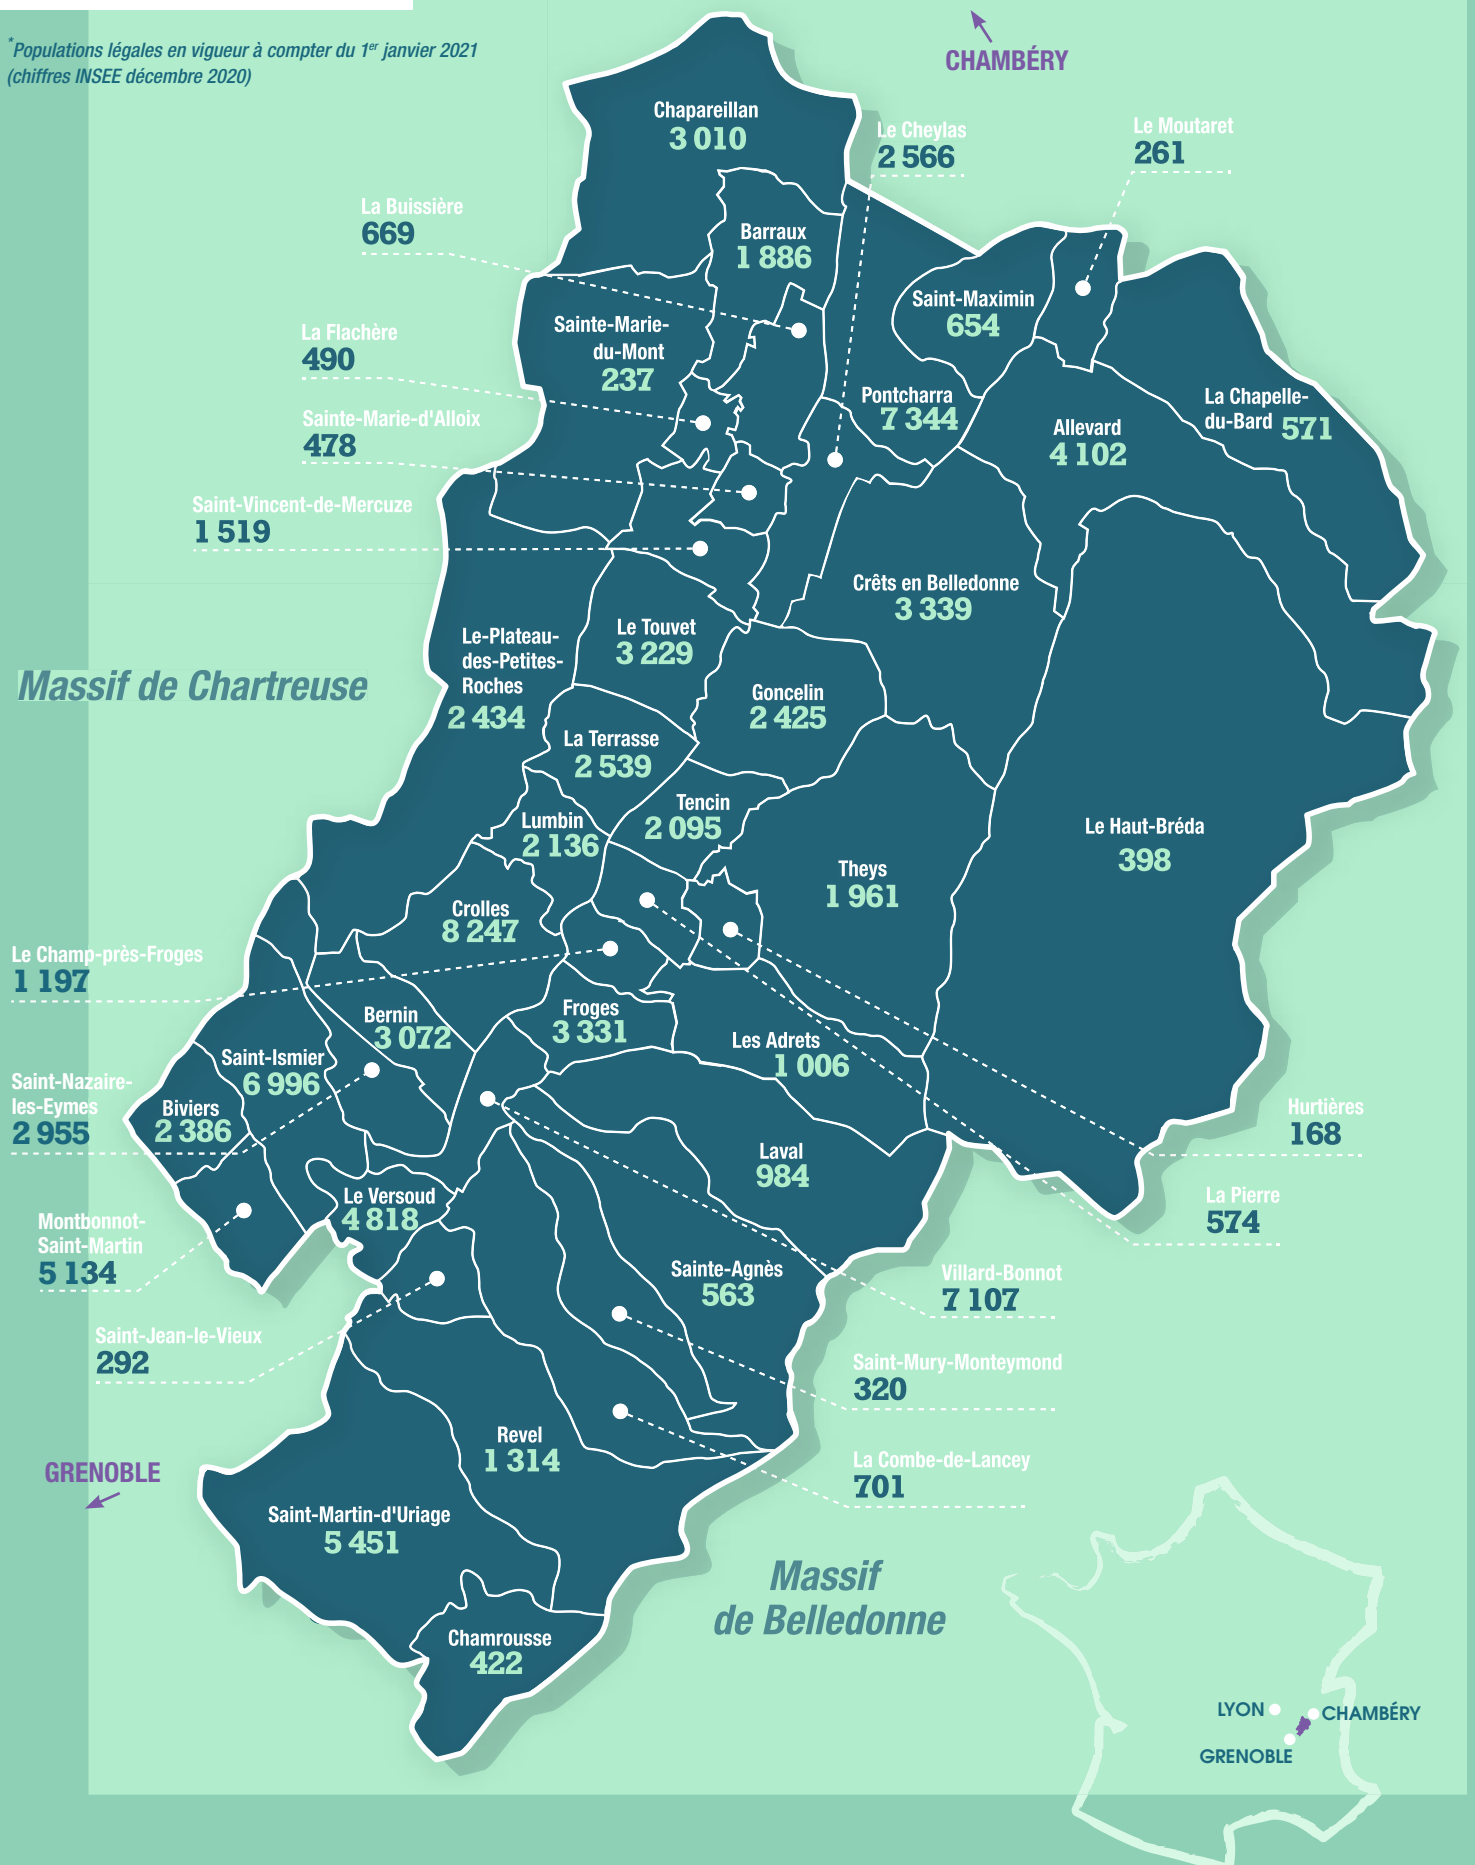 *Populations légales en vigueur à compter du 1er janvier 2021
(chiffres INSEE décembre 2020)
CHAMBÉRY
Chapareillan
3 010
Le Cheylas
2 566
Le Moutaret
261
La Buissière
669
Barraux
1 886
Saint-Maximin
654
Sainte-Marie-
du-Mont
237
La Flachère
490
Pontcharra
7 344
La Chapelle-
du-Bard 571
Allevard
4 102
Sainte-Marie-d'Alloix
478
Saint-Vincent-de-Mercuze
1 519
Crêts en Belledonne
3 339
Le-Plateau-
des-Petites-
Roches
2 434
Le Touvet
3 229
Massif de Chartreuse
Goncelin
2 425
La Terrasse
2 539
Tencin
2 095
Lumbin
2 136
Le Haut-Bréda
398
Theys
1 961
Crolles
8 247
Le Champ-près-Froges
1 197
Bernin
3 072
Froges
3 331
Les Adrets
1 006
Saint-Ismier
6 996
Saint-Nazaire-
les-Eymes
2 955
Biviers
2 386
Hurtières
168
Laval
984
Le Versoud
4 818
La Pierre
574
Montbonnot-
Saint-Martin
5 134
Sainte-Agnès
563
Villard-Bonnot
7 107
Saint-Jean-le-Vieux
292
Saint-Mury-Monteymond
320
Revel
1 314
La Combe-de-Lancey
701
GRENOBLE
Saint-Martin-d'Uriage
5 451
Massif
de Belledonne
Chamrousse
422
LYON
CHAMBÉRY
GRENOBLE